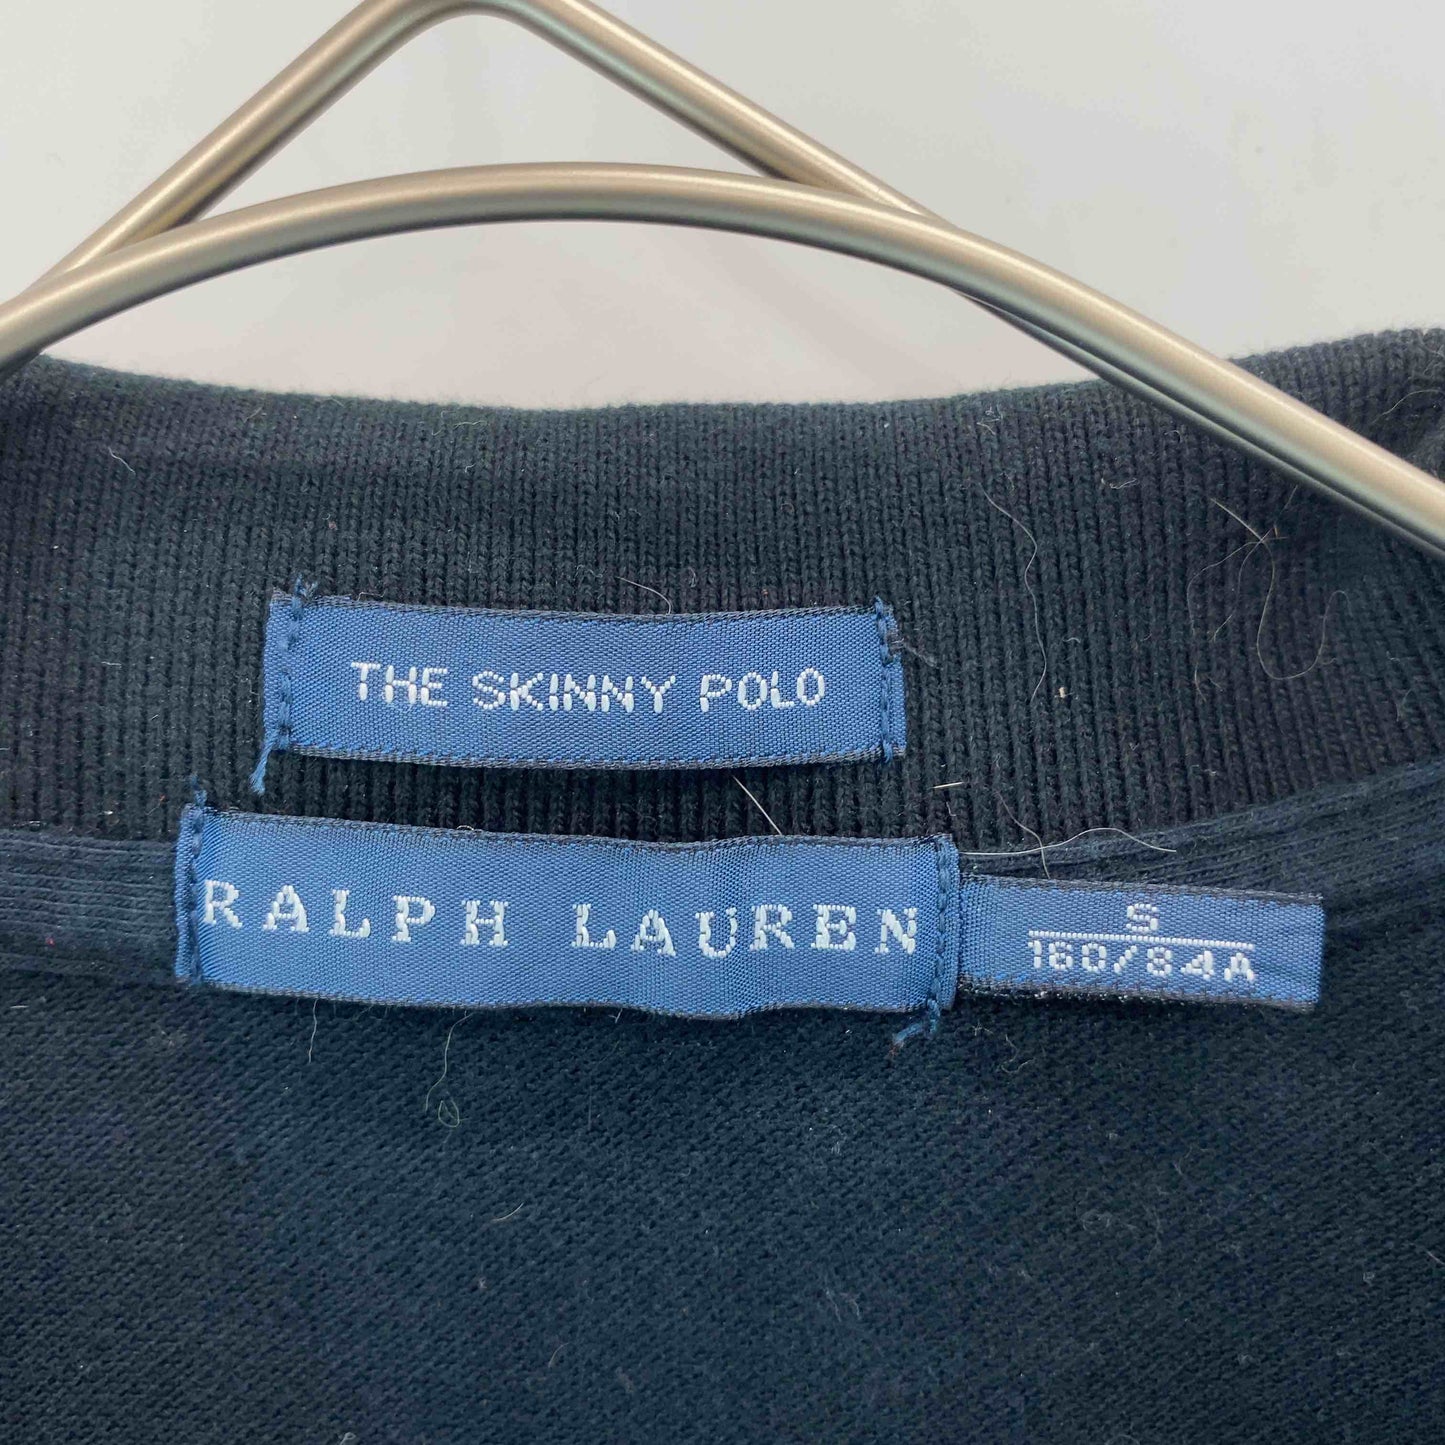 THE SKINNY POLO
RALPH LAUREN
S
160/84A